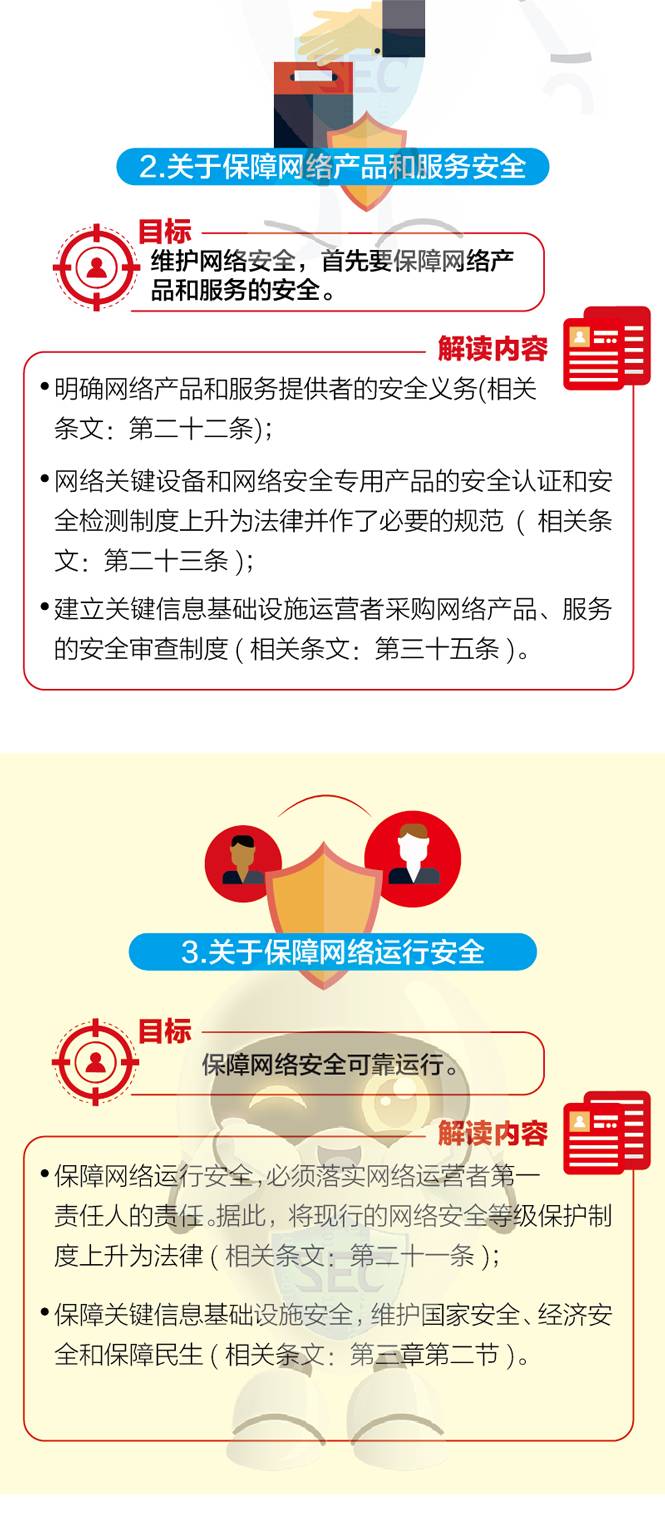 SEC
2.关于保障网络产品和服务安全
目标
维护网络安全，首先要保障网络产
品和服务的安全。
解读内容
•明确网络产品和服务提供者的安全义务(相关
条文：第二十二条)；
•网络关键设备和网络安全专用产品的安全认证和安
全检测制度上升为法律并作了必要的规范 ( 相关条
文：第二十三条 )；
•建立关键信息基础设施运营者采购网络产品、服务
的安全审查制度 ( 相关条文：第三十五条 )。
3.关于保障网络运行安全
目标
保障网络安全可靠运行。
解读内容
•保障网络运行安全，必须落实网络运营者第一
责任人的责任。据此，将现行的网络安全等级保护制
度上升为法律 ( 相关条文：第二十一条 )；
SEC
•保障关键信息基础设施安全，维护国家安全、经济安
全和保障民生 ( 相关条文：第三章第二节 )。